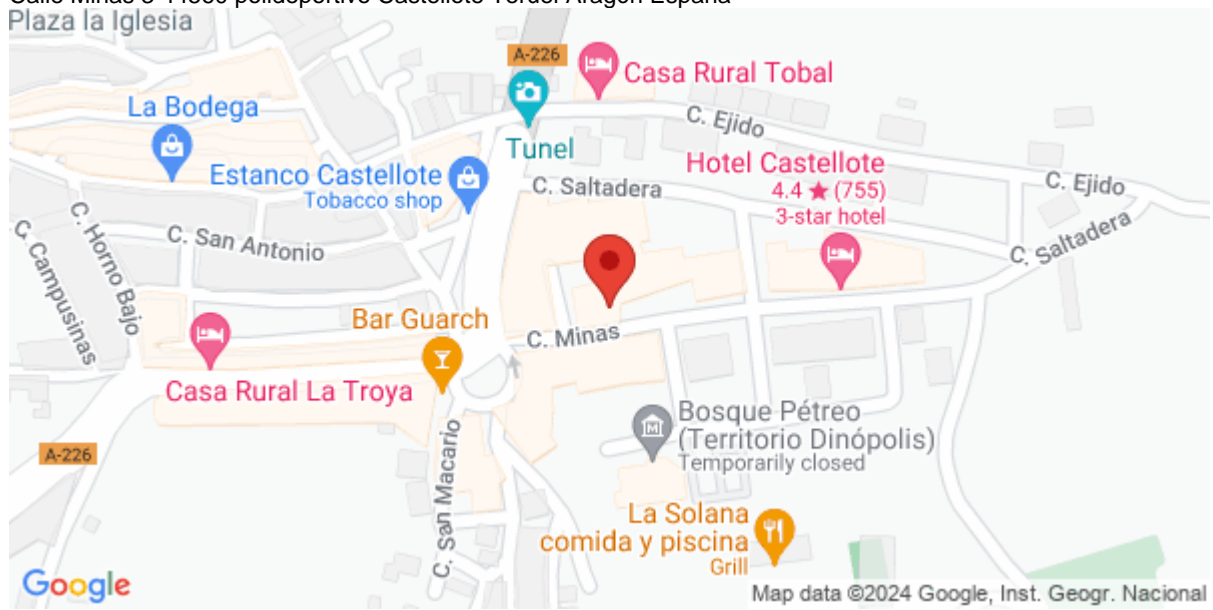 Plaza la Iglesia
A-226
Casa Rural Tobal
La Bodega
C. Ejido
Tunel
Hotel Castellote
4.4 ★ (755)
3-star hotel
Estanco Castellote
Tobacco shop
C. Saltadera
C. Ejido
C. Horno Bajo
C. San Antonio
C. Saltadera
C. Campusinas
Bar Guarch
C. Minas
Casa Rural La Troya
Bosque Pétreo
(Territorio Dinópolis)
Temporarily closed
A-226
C. San Macario
La Solana
comida y piscina
Grill
Google
Map data ©2024 Google, Inst. Geogr. Nacional